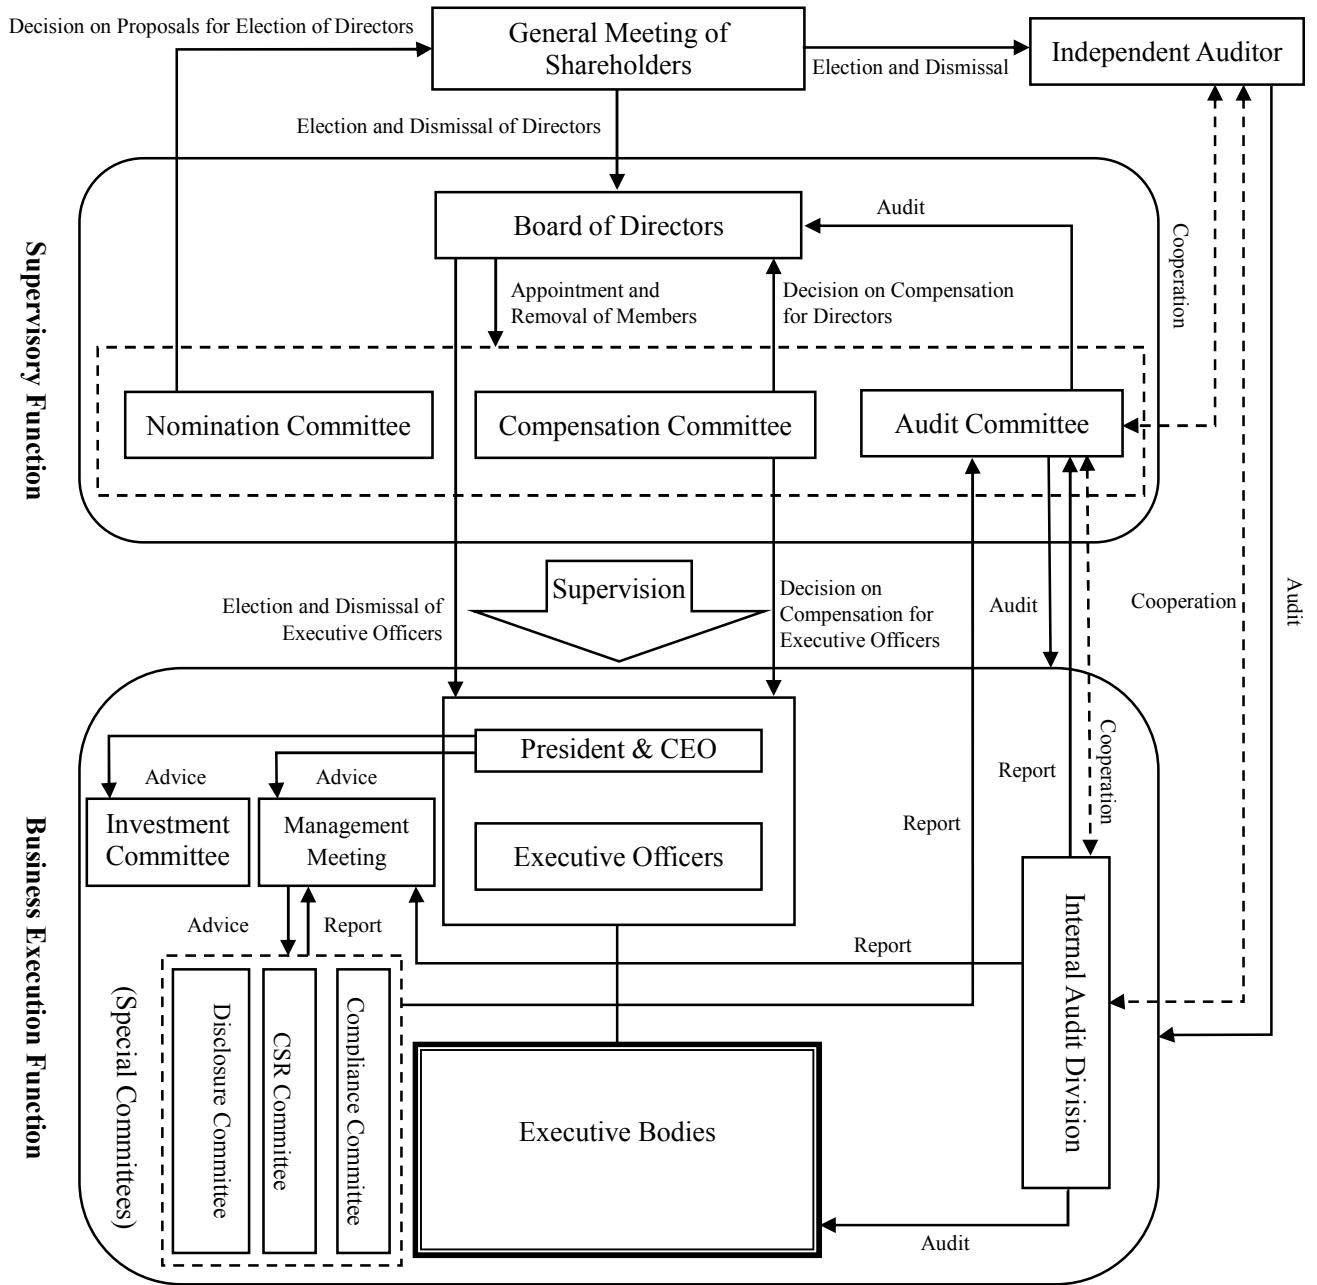 Decision on Proposals for Election of Directors
General Meeting of
Shareholders
Election and Dismissal
Independent Auditor
Election and Dismissal of Directors
Supervisory Function
Board of Directors
Audit
Cooperation
Appointment and
Removal of Members
Decision on Compensation
for Directors
Nomination Committee
Compensation Committee
Audit Committee
Election and Dismissal of
Executive Officers
Supervision
Decision on
Compensation for
Executive Officers
Audit
Cooperation
Audit
Business Execution Function
President & CEO
Advice
Advice
Investment
Committee
Management
Meeting
Executive Officers
Report
Report
Cooperation
Advice
Report
Report
Internal Audit Division
(Special Committees)
Disclosure Committee
CSR Committee
Compliance Committee
Executive Bodies
Audit